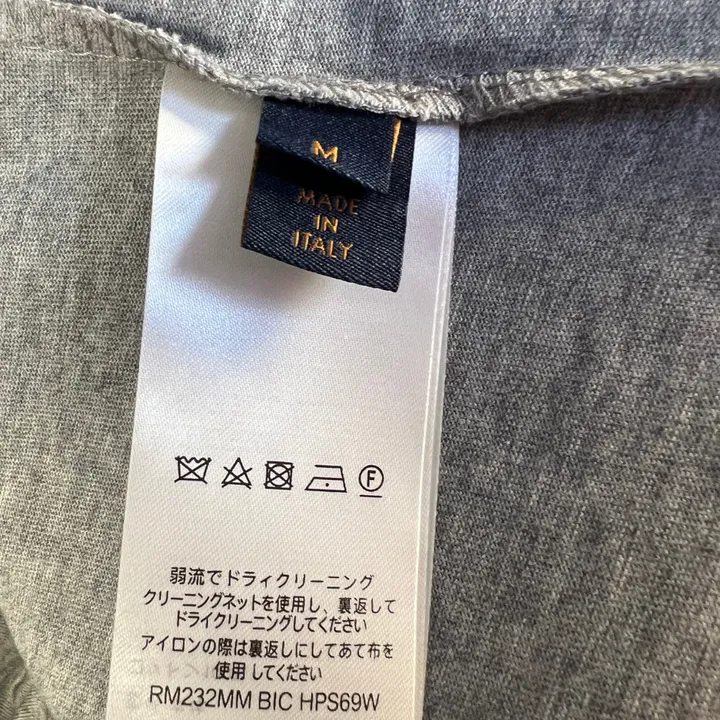 M
MADE
IN
ITALY
F
弱流でドライクリーニング
クリーニングネットを使用し、裏返して
ドライクリーニングしてください
アイロンの際は裏返しにしてあて布を
使用してください
RM232MM BIC HPS69W